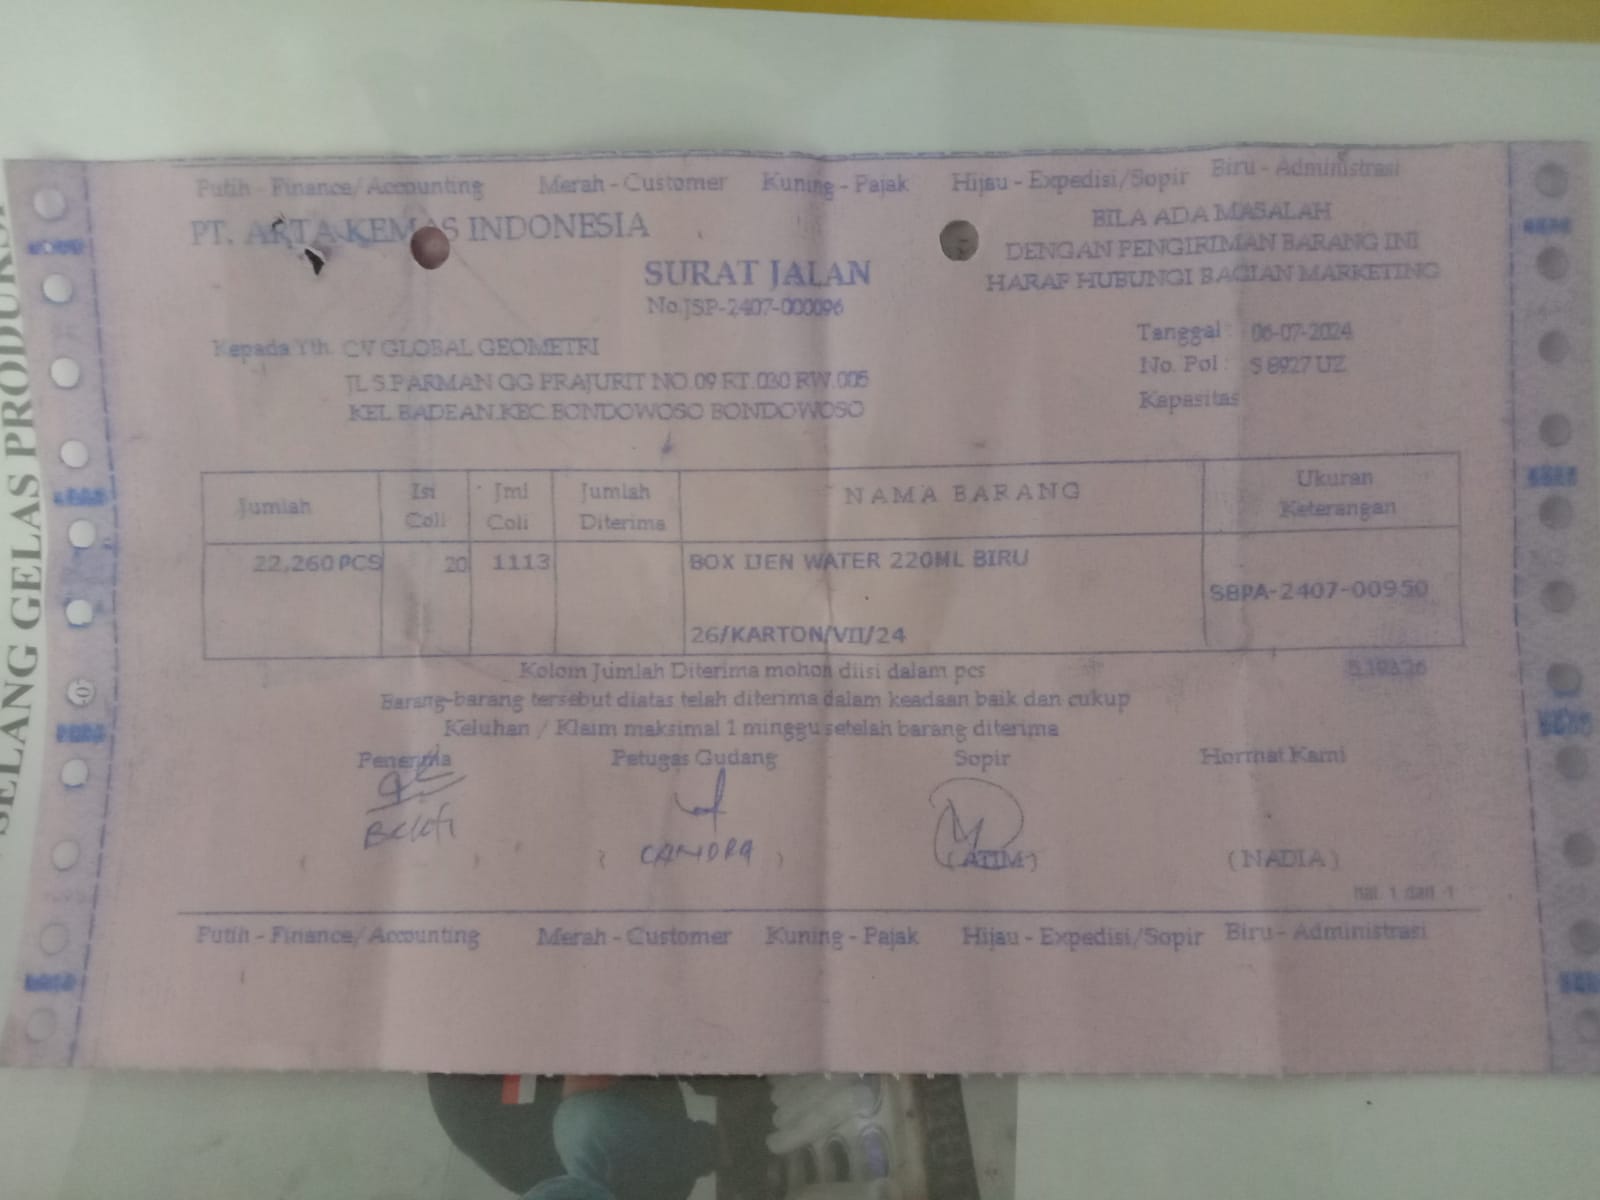 Putih - Finance/Accounting Merah - Customer Kuning - Pajak Hijau - Expedisi/Sopir Biru - Administrasi
PT. ARTA KEMAS INDONESIA
BILA ADA MASALAH
DENGAN PENGIRIMAN BARANG INI
HARAP HUBUNGI BAGIAN MARKETING
SURAT JALAN
No.JSP-2407-000096
Tanggal : 06-07-2024
Kepada Yth. CV GLOBAL GEOMETRI
No. Pol : S 8927 UZ
JL S.PARMAN GG PRAJURIT NO.09 RT.030 RW.005
Kapasitas
KEL.BADEAN.KEC.BONDOWOSO BONDOWOSO
Jumlah Isi Coli Jml Coli Jumlah Diterima NAMA BARANG Ukuran Keterangan
22,260 PCS 20 1113 BOX IJEN WATER 220ML BIRU
SBPA-2407-00950
26/KARTON/VII/24
Kolom Jumlah Diterima mohon diisi dalam pcs
Barang-barang tersebut diatas telah diterima dalam keadaan baik dan cukup
Keluhan / Klaim maksimal 1 minggu setelah barang diterima
Penerima Petugas Gudang Sopir Hormat Kami
( ) ( CANDRA ) (ATIM) (NADIA)
hal. 1 dari 1
Putih - Finance/Accounting Merah - Customer Kuning - Pajak Hijau - Expedisi/Sopir Biru - Administrasi
SELANG GELAS PRODUKSI